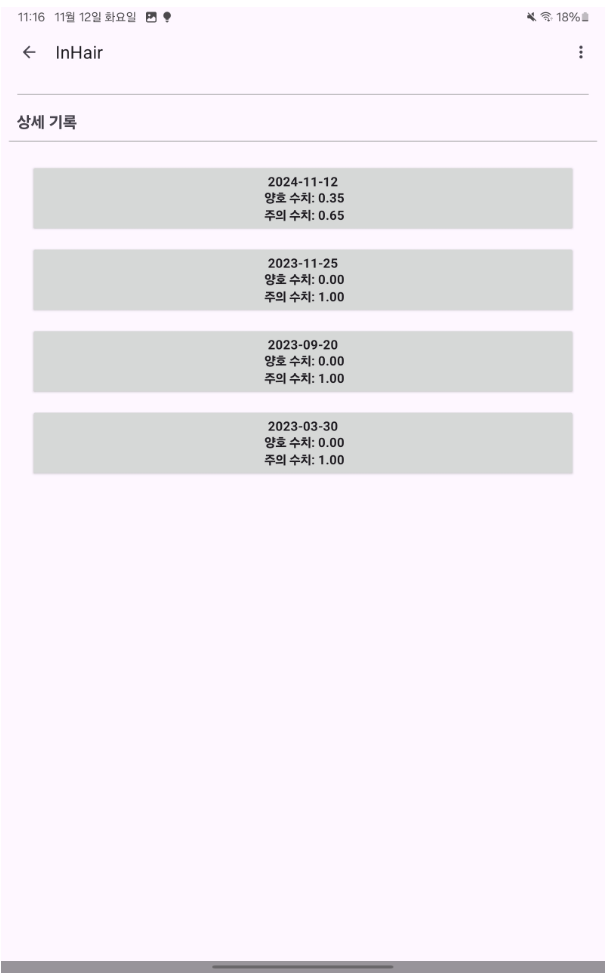 11:16 11월 12일 화요일 18%
InHair
상세 기록
2024-11-12
양호 수치: 0.35
주의 수치: 0.65
2023-11-25
양호 수치: 0.00
주의 수치: 1.00
2023-09-20
양호 수치: 0.00
주의 수치: 1.00
2023-03-30
양호 수치: 0.00
주의 수치: 1.00